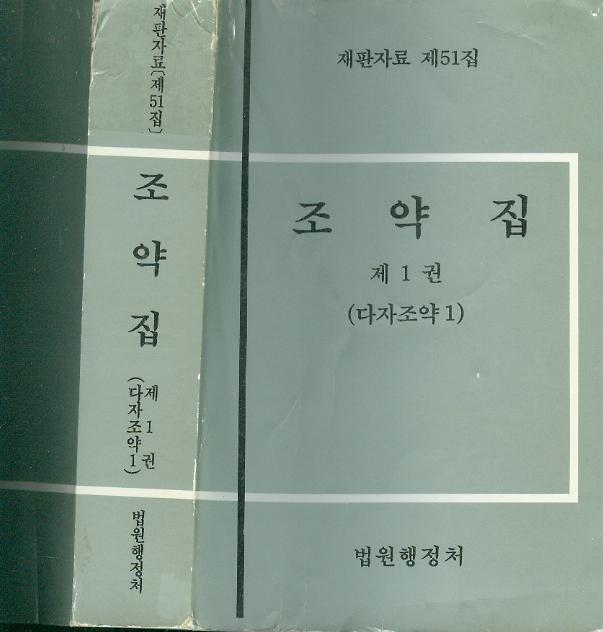 재판자료(제51집)
조약집
제 1 권
(다자조약 1)
법원행정처
재판자료 제51집
조 약 집
제 1 권
(다자조약 1)
법원행정처